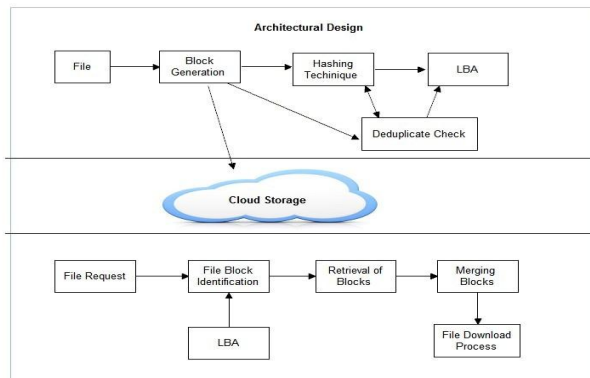 Architectural Design
File
Block
Generation
Hashing
Techinique
LBA
Deduplicate Check
Cloud Storage
File Request
File Block
Identification
Retrieval of
Blocks
Merging
Blocks
LBA
File Download
Process